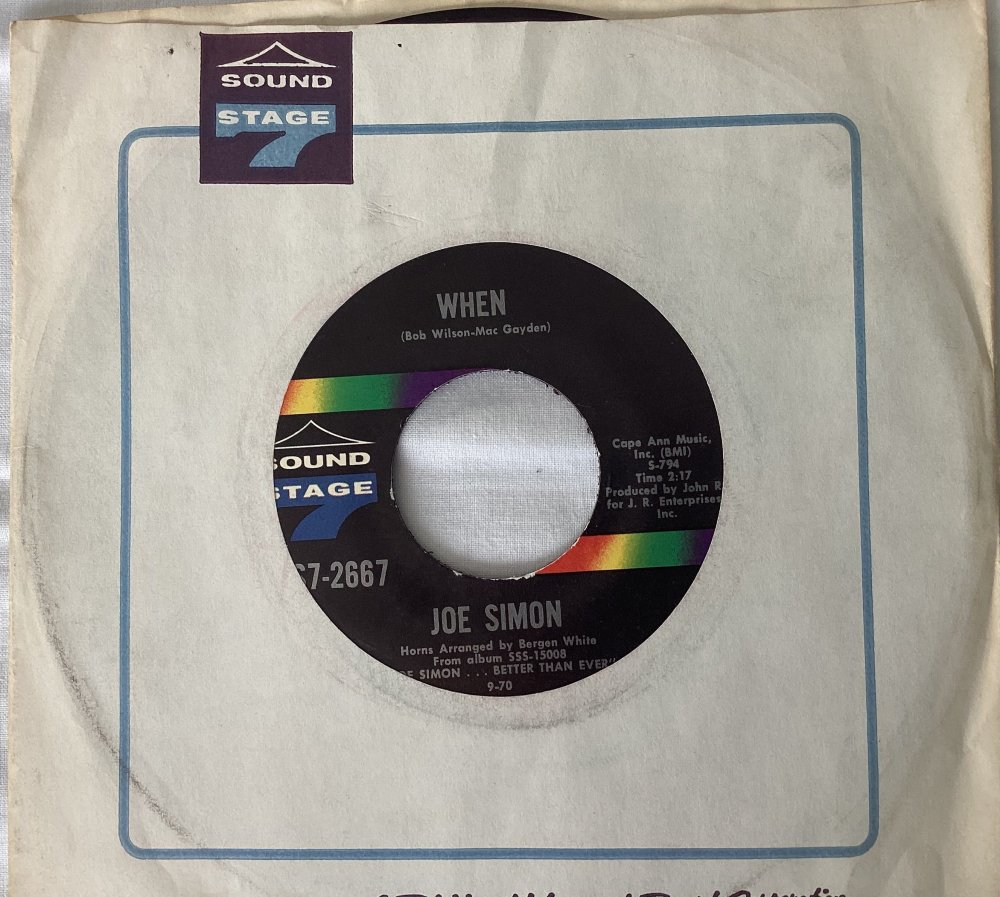 SOUND
STAGE
7
WHEN
(Bob Wilson-Mac Gayden)
SOUND
STAGE
7
Cape Ann Music,
Inc. (BMI)
S-794
Time 2:17
Produced by John R.
for J. R. Enterprises
Inc.
S7-2667
JOE SIMON
Horns Arranged by Bergen White
From album SSS-15008
SIMON . . . BETTER THAN EVER"
9-70